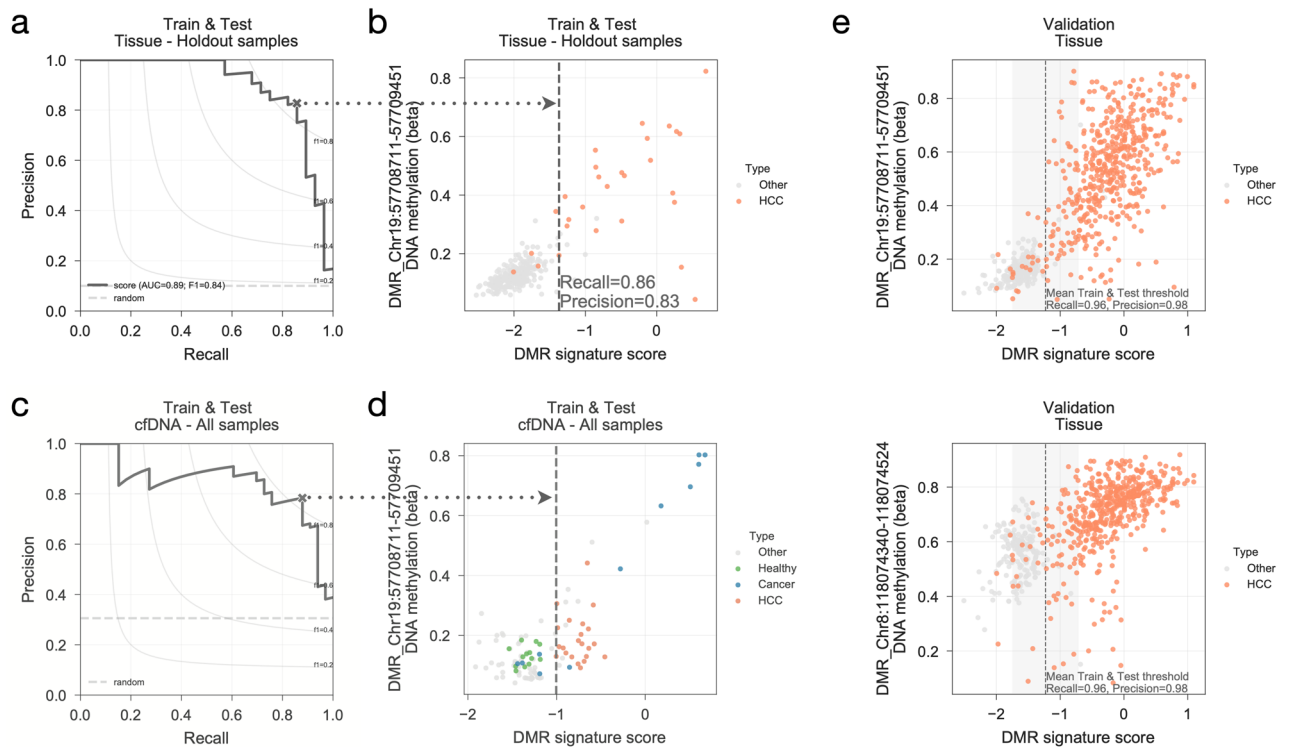 a
Train & Test
Tissue - Holdout samples
1.0
0.8
0.6
0.4
0.2
0.0
Precision
f1=0.8
f1=0.6
f1=0.4
f1=0.2
score (AUC=0.89; F1=0.84)
random
0.0 0.2 0.4 0.6 0.8 1.0
Recall
b
Train & Test
Tissue - Holdout samples
DMR_Chr19:57708711-57709451
DNA methylation (beta)
0.8
0.6
0.4
0.2
Recall=0.86
Precision=0.83
−2 −1 0
DMR signature score
Type
Other
HCC
e
Validation
Tissue
DMR_Chr19:57708711-57709451
DNA methylation (beta)
0.8
0.6
0.4
0.2
Mean Train & Test threshold
Recall=0.96, Precision=0.98
−2 −1 0 1
DMR signature score
Type
Other
HCC
c
Train & Test
cfDNA - All samples
1.0
0.8
0.6
0.4
0.2
0.0
Precision
f1=0.8
f1=0.6
f1=0.4
f1=0.2
random
0.0 0.2 0.4 0.6 0.8 1.0
Recall
d
Train & Test
cfDNA - All samples
DMR_Chr19:57708711-57709451
DNA methylation (beta)
0.8
0.6
0.4
0.2
−2 −1 0
DMR signature score
Type
Other
Healthy
Cancer
HCC
Validation
Tissue
DMR_Chr8:118074340-118074524
DNA methylation (beta)
0.8
0.6
0.4
0.2
Mean Train & Test threshold
Recall=0.96, Precision=0.98
−2 −1 0 1
DMR signature score
Type
Other
HCC